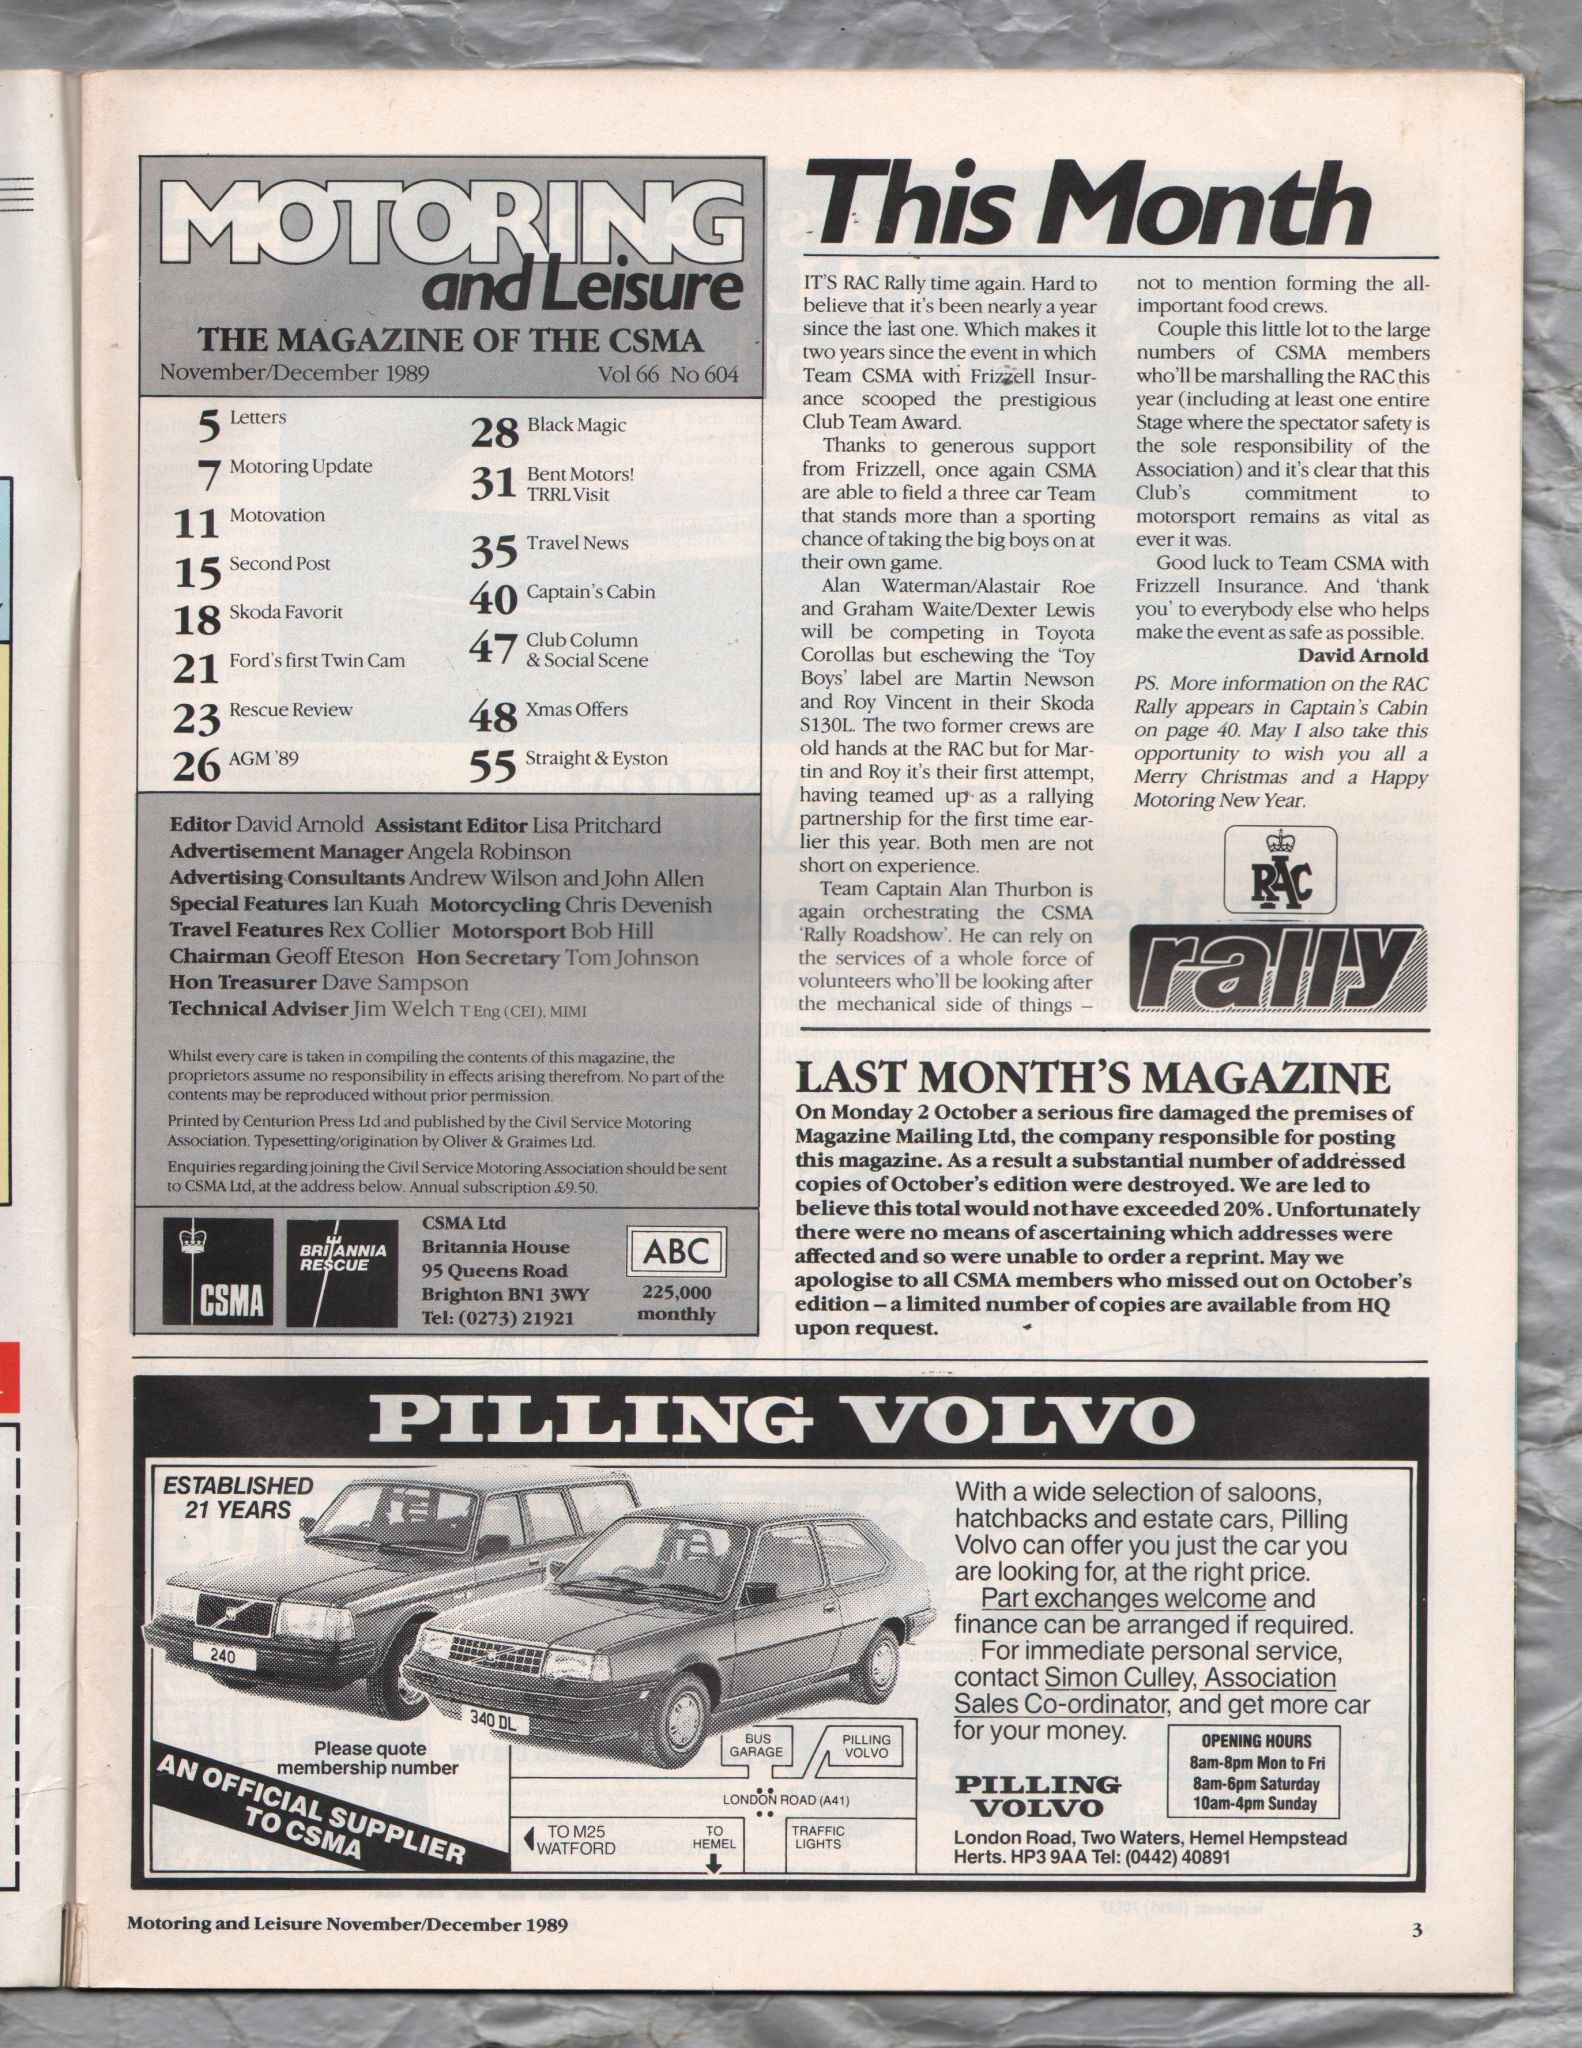 MOTORING
and Leisure
THE MAGAZINE OF THE CSMA
November/December 1989 Vol 66 No 604
5 Letters
7 Motoring Update
11 Motovation
15 Second Post
18 Skoda Favorit
21 Ford's first Twin Cam
23 Rescue Review
26 AGM '89
28 Black Magic
31 Bent Motors!
TRRL Visit
35 Travel News
40 Captain's Cabin
47 Club Column
& Social Scene
48 Xmas Offers
55 Straight & Eyston
Editor David Arnold Assistant Editor Lisa Pritchard
Advertisement Manager Angela Robinson
Advertising Consultants Andrew Wilson and John Allen
Special Features Ian Kuah Motorcycling Chris Devenish
Travel Features Rex Collier Motorsport Bob Hill
Chairman Geoff Eteson Hon Secretary Tom Johnson
Hon Treasurer Dave Sampson
Technical Adviser Jim Welch T Eng (CEI), MIMI
Whilst every care is taken in compiling the contents of this magazine, the
proprietors assume no responsibility in effects arising therefrom. No part of the
contents may be reproduced without prior permission.
Printed by Centurion Press Ltd and published by the Civil Service Motoring
Association. Typesetting/origination by Oliver & Graimes Ltd.
Enquiries regarding joining the Civil Service Motoring Association should be sent
to CSMA Ltd, at the address below. Annual subscription £9.50.
CSMA
BRITANNIA
RESCUE
CSMA Ltd
Britannia House
95 Queens Road
Brighton BN1 3WY
Tel: (0273) 21921
ABC
225,000
monthly
This Month
IT'S RAC Rally time again. Hard to
believe that it's been nearly a year
since the last one. Which makes it
two years since the event in which
Team CSMA with Frizzell Insur-
ance scooped the prestigious
Club Team Award.
Thanks to generous support
from Frizzell, once again CSMA
are able to field a three car Team
that stands more than a sporting
chance of taking the big boys on at
their own game.
Alan Waterman/Alastair Roe
and Graham Waite/Dexter Lewis
will be competing in Toyota
Corollas but eschewing the 'Toy
Boys' label are Martin Newson
and Roy Vincent in their Skoda
S130L. The two former crews are
old hands at the RAC but for Mar-
tin and Roy it's their first attempt,
having teamed up as a rallying
partnership for the first time ear-
lier this year. Both men are not
short on experience.
Team Captain Alan Thurbon is
again orchestrating the CSMA
'Rally Roadshow'. He can rely on
the services of a whole force of
volunteers who'll be looking after
the mechanical side of things –
not to mention forming the all-
important food crews.
Couple this little lot to the large
numbers of CSMA members
who'll be marshalling the RAC this
year (including at least one entire
Stage where the spectator safety is
the sole responsibility of the
Association) and it's clear that this
Club's commitment to
motorsport remains as vital as
ever it was.
Good luck to Team CSMA with
Frizzell Insurance. And 'thank
you' to everybody else who helps
make the event as safe as possible.
David Arnold
PS. More information on the RAC
Rally appears in Captain's Cabin
on page 40. May I also take this
opportunity to wish you all a
Merry Christmas and a Happy
Motoring New Year.
RAC
rally
LAST MONTH'S MAGAZINE
On Monday 2 October a serious fire damaged the premises of
Magazine Mailing Ltd, the company responsible for posting
this magazine. As a result a substantial number of addressed
copies of October's edition were destroyed. We are led to
believe this total would not have exceeded 20%. Unfortunately
there were no means of ascertaining which addresses were
affected and so were unable to order a reprint. May we
apologise to all CSMA members who missed out on October's
edition – a limited number of copies are available from HQ
upon request.
PILLING VOLVO
ESTABLISHED
21 YEARS
240
340 DL
Please quote
membership number
AN OFFICIAL SUPPLIER
TO CSMA
BUS
GARAGE
PILLING
VOLVO
LONDON ROAD (A41)
TO M25
WATFORD
TO
HEMEL
TRAFFIC
LIGHTS
With a wide selection of saloons,
hatchbacks and estate cars, Pilling
Volvo can offer you just the car you
are looking for, at the right price.
Part exchanges welcome and
finance can be arranged if required.
For immediate personal service,
contact Simon Culley, Association
Sales Co-ordinator, and get more car
for your money.
OPENING HOURS
8am-8pm Mon to Fri
8am-6pm Saturday
10am-4pm Sunday
PILLING
VOLVO
London Road, Two Waters, Hemel Hempstead
Herts. HP3 9AA Tel: (0442) 40891
Motoring and Leisure November/December 1989
3